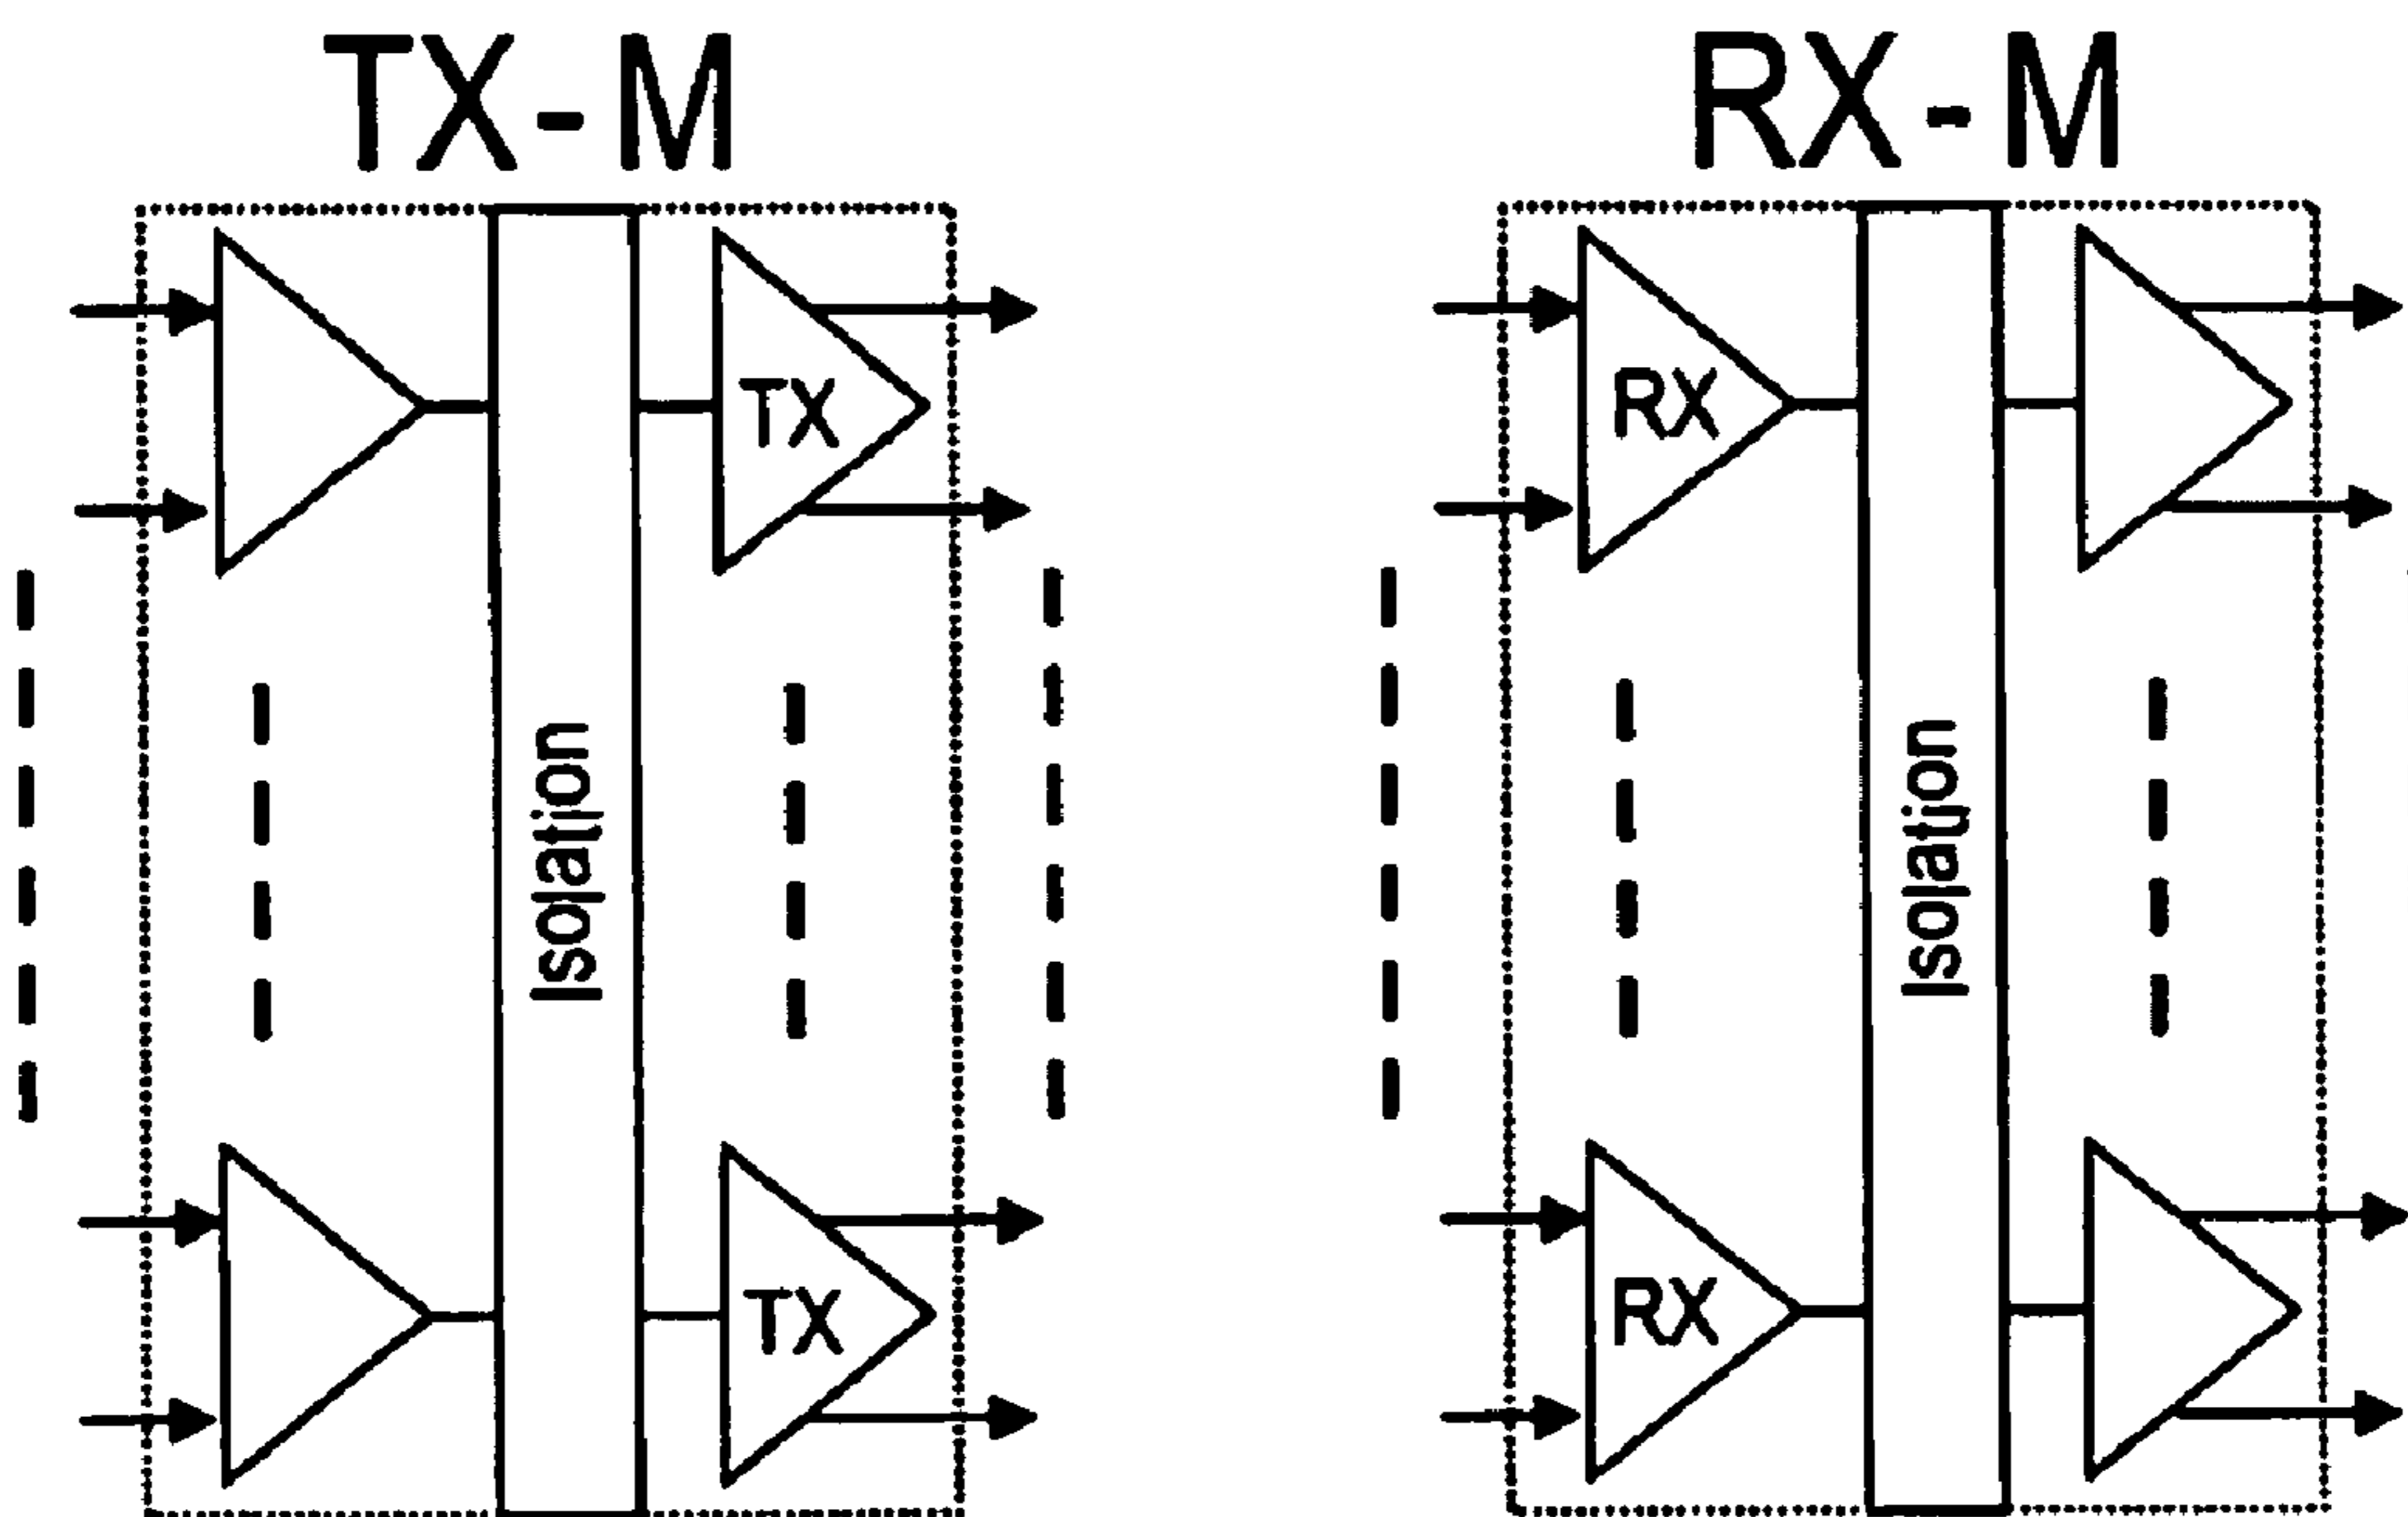 TX-M
RX-M
TX
RX
Isolation
Isolation
TX
RX